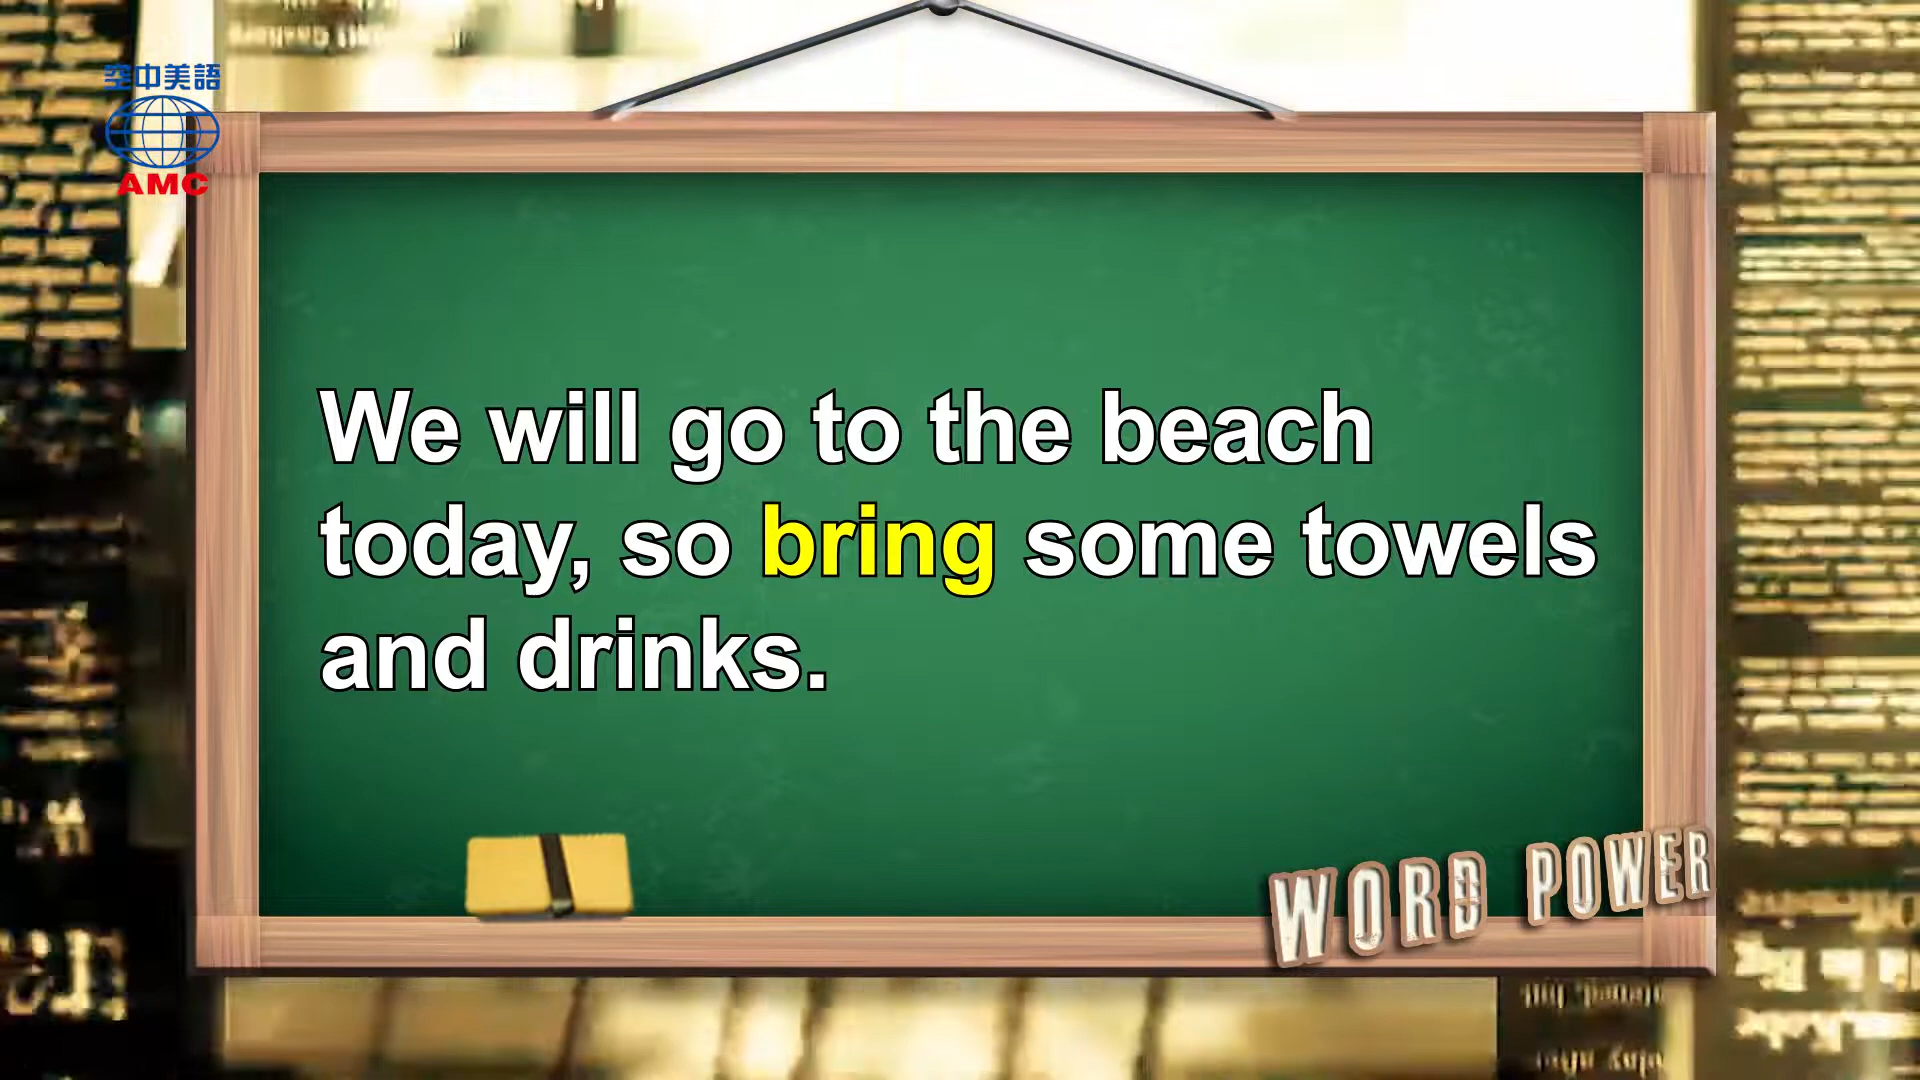 空中美語
AMC
We will go to the beach
today, so bring some towels
and drinks.
WORD POWER